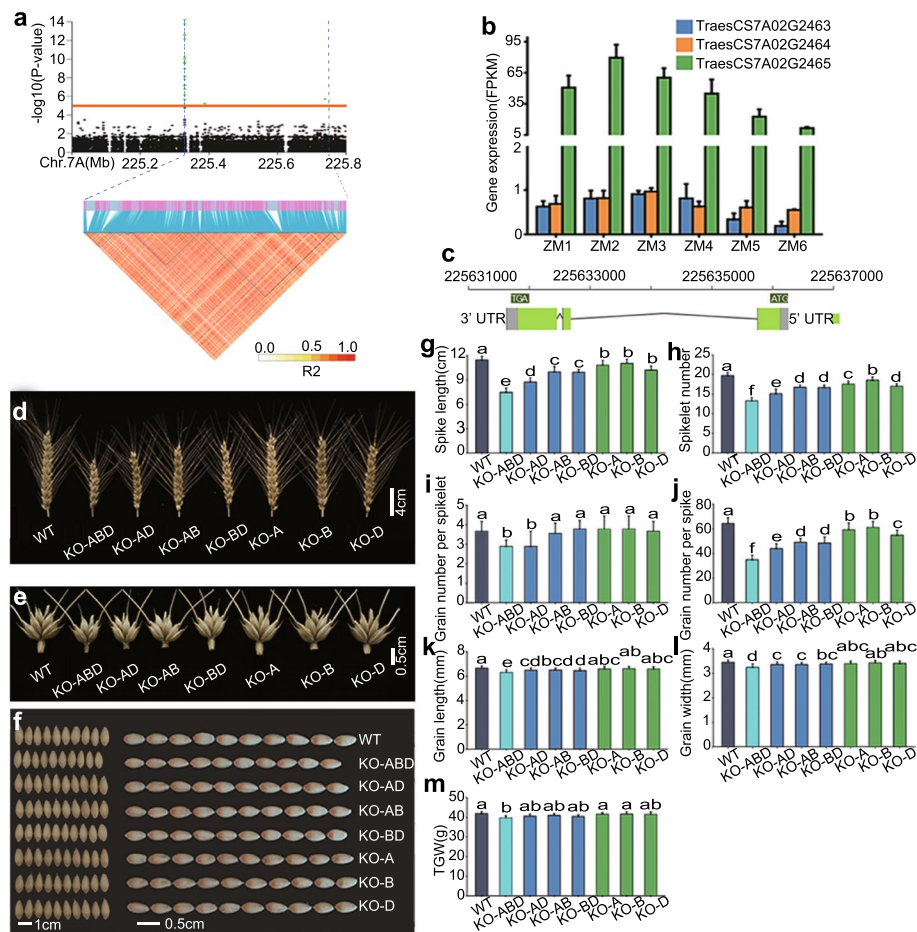 a
-log10(P-value)
14
12
10
8
6
4
2
0
Chr.7A(Mb) 225.2 225.4 225.6 225.8
0.0 0.5 1.0
R2
b
TraesCS7A02G2463
TraesCS7A02G2464
TraesCS7A02G2465
Gene expression(FPKM)
95
65
35
5
2
1
0
ZM1 ZM2 ZM3 ZM4 ZM5 ZM6
c
225631000 225633000 225635000 225637000
TGA ATG
3' UTR 5' UTR
d
4cm
WT KO-ABD KO-AD KO-AB KO-BD KO-A KO-B KO-D
e
0.5cm
WT KO-ABD KO-AD KO-AB KO-BD KO-A KO-B KO-D
f
WT
KO-ABD
KO-AD
KO-AB
KO-BD
KO-A
KO-B
KO-D
1cm 0.5cm
g
Spike length(cm)
12
9
6
3
0
a e d c c b b b
WT KO-ABD KO-AD KO-AB KO-BD KO-A KO-B KO-D
h
Spikelet number
25
20
15
10
5
0
a f e d d c b d
WT KO-ABD KO-AD KO-AB KO-BD KO-A KO-B KO-D
i
Grain number per spikelet
5
4
3
2
1
0
a b b a a a a a
WT KO-ABD KO-AD KO-AB KO-BD KO-A KO-B KO-D
j
Grain number per spike
80
60
40
20
0
a f e d d b b c
WT KO-ABD KO-AD KO-AB KO-BD KO-A KO-B KO-D
k
Grain length(mm)
8
6
4
2
0
a e cdbcd d abc ab abc
WT KO-ABD KO-AD KO-AB KO-BD KO-A KO-B KO-D
l
Grain width(mm)
4
3
2
1
0
a d c c bc abc ab abc
WT KO-ABD KO-AD KO-AB KO-BD KO-A KO-B KO-D
m
TGW(g)
50
40
30
20
10
0
a b ab ab ab a a ab
WT KO-ABD KO-AD KO-AB KO-BD KO-A KO-B KO-D